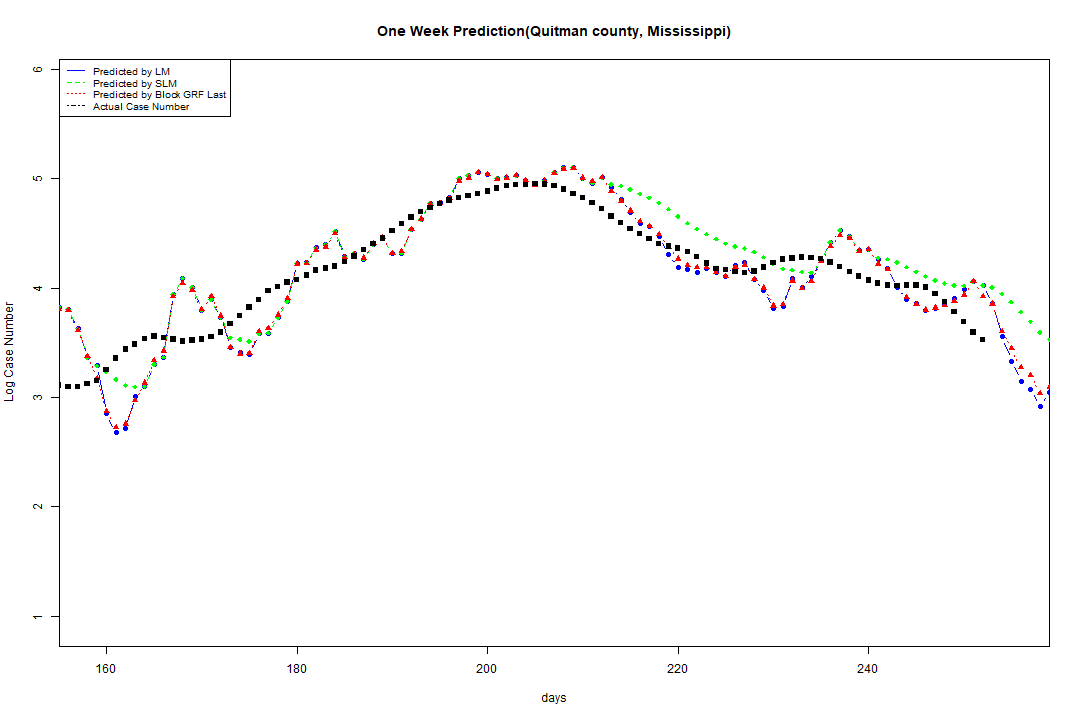 One Week Prediction(Quitman county, Mississippi)
Predicted by LM
Predicted by SLM
Predicted by Block GRF Last
Actual Case Number
6
5
4
3
2
1
Log Case Number
160 180 200 220 240
days